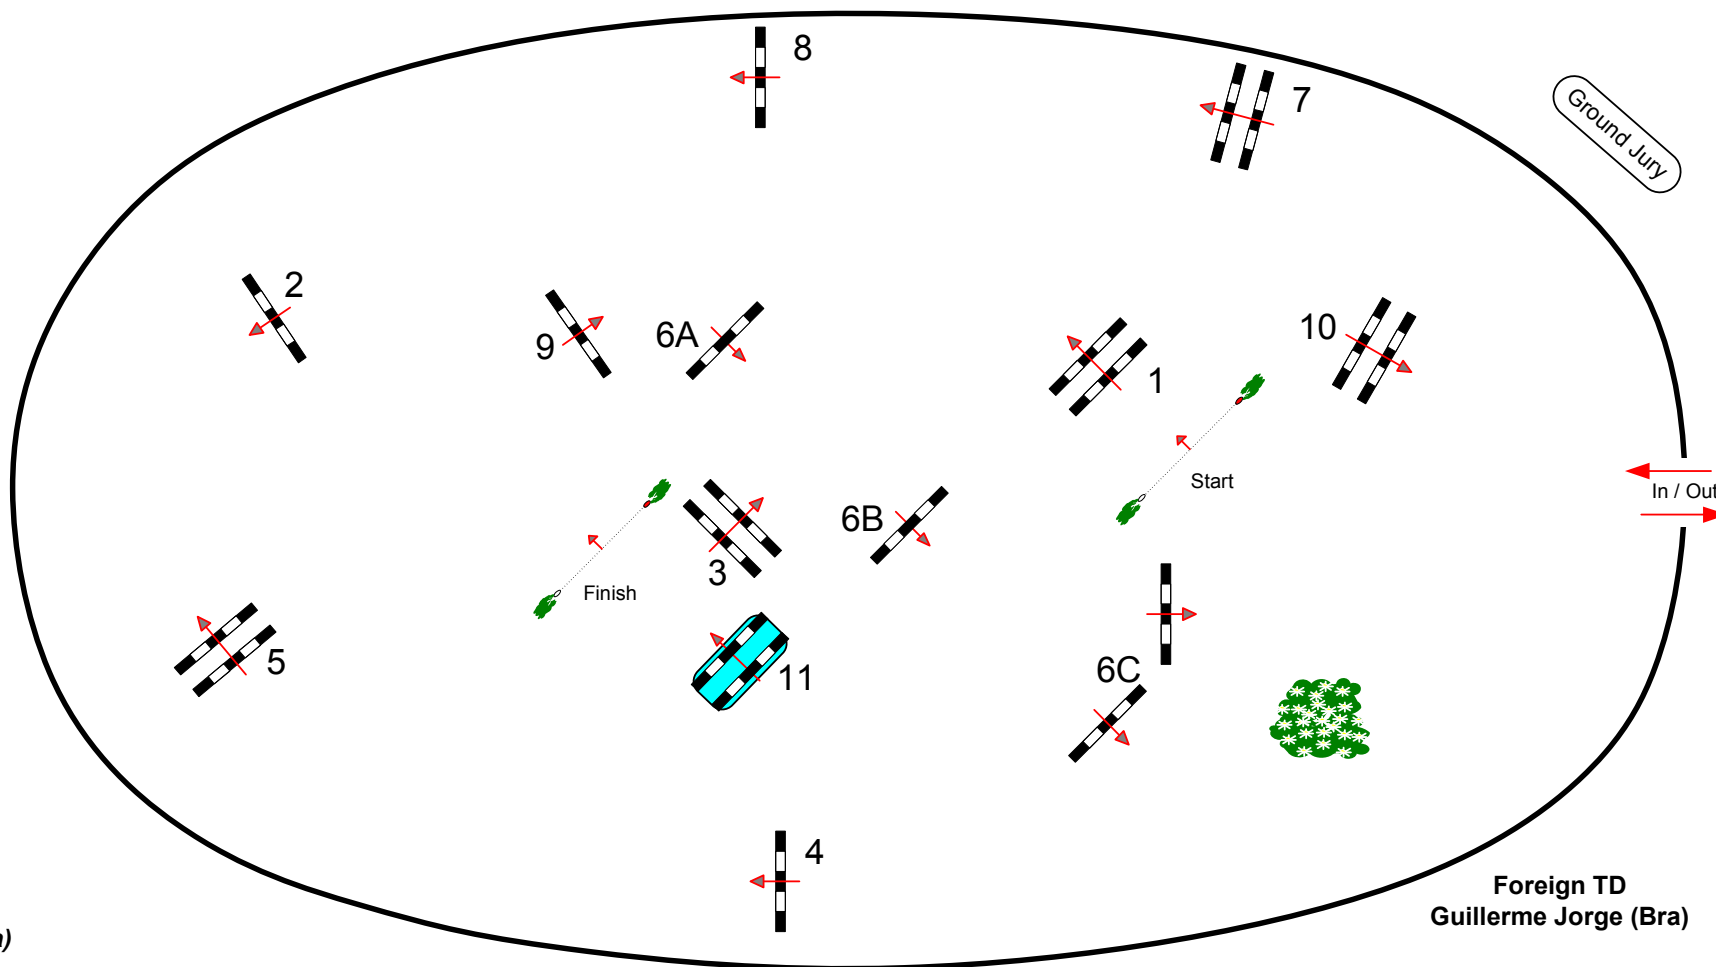 8
7
Ground Jury
2
9
6A
1
10
Start
In / Out
3
6B
Finish
5
11
6C
4
Foreign TD
Guillerme Jorge (Bra)